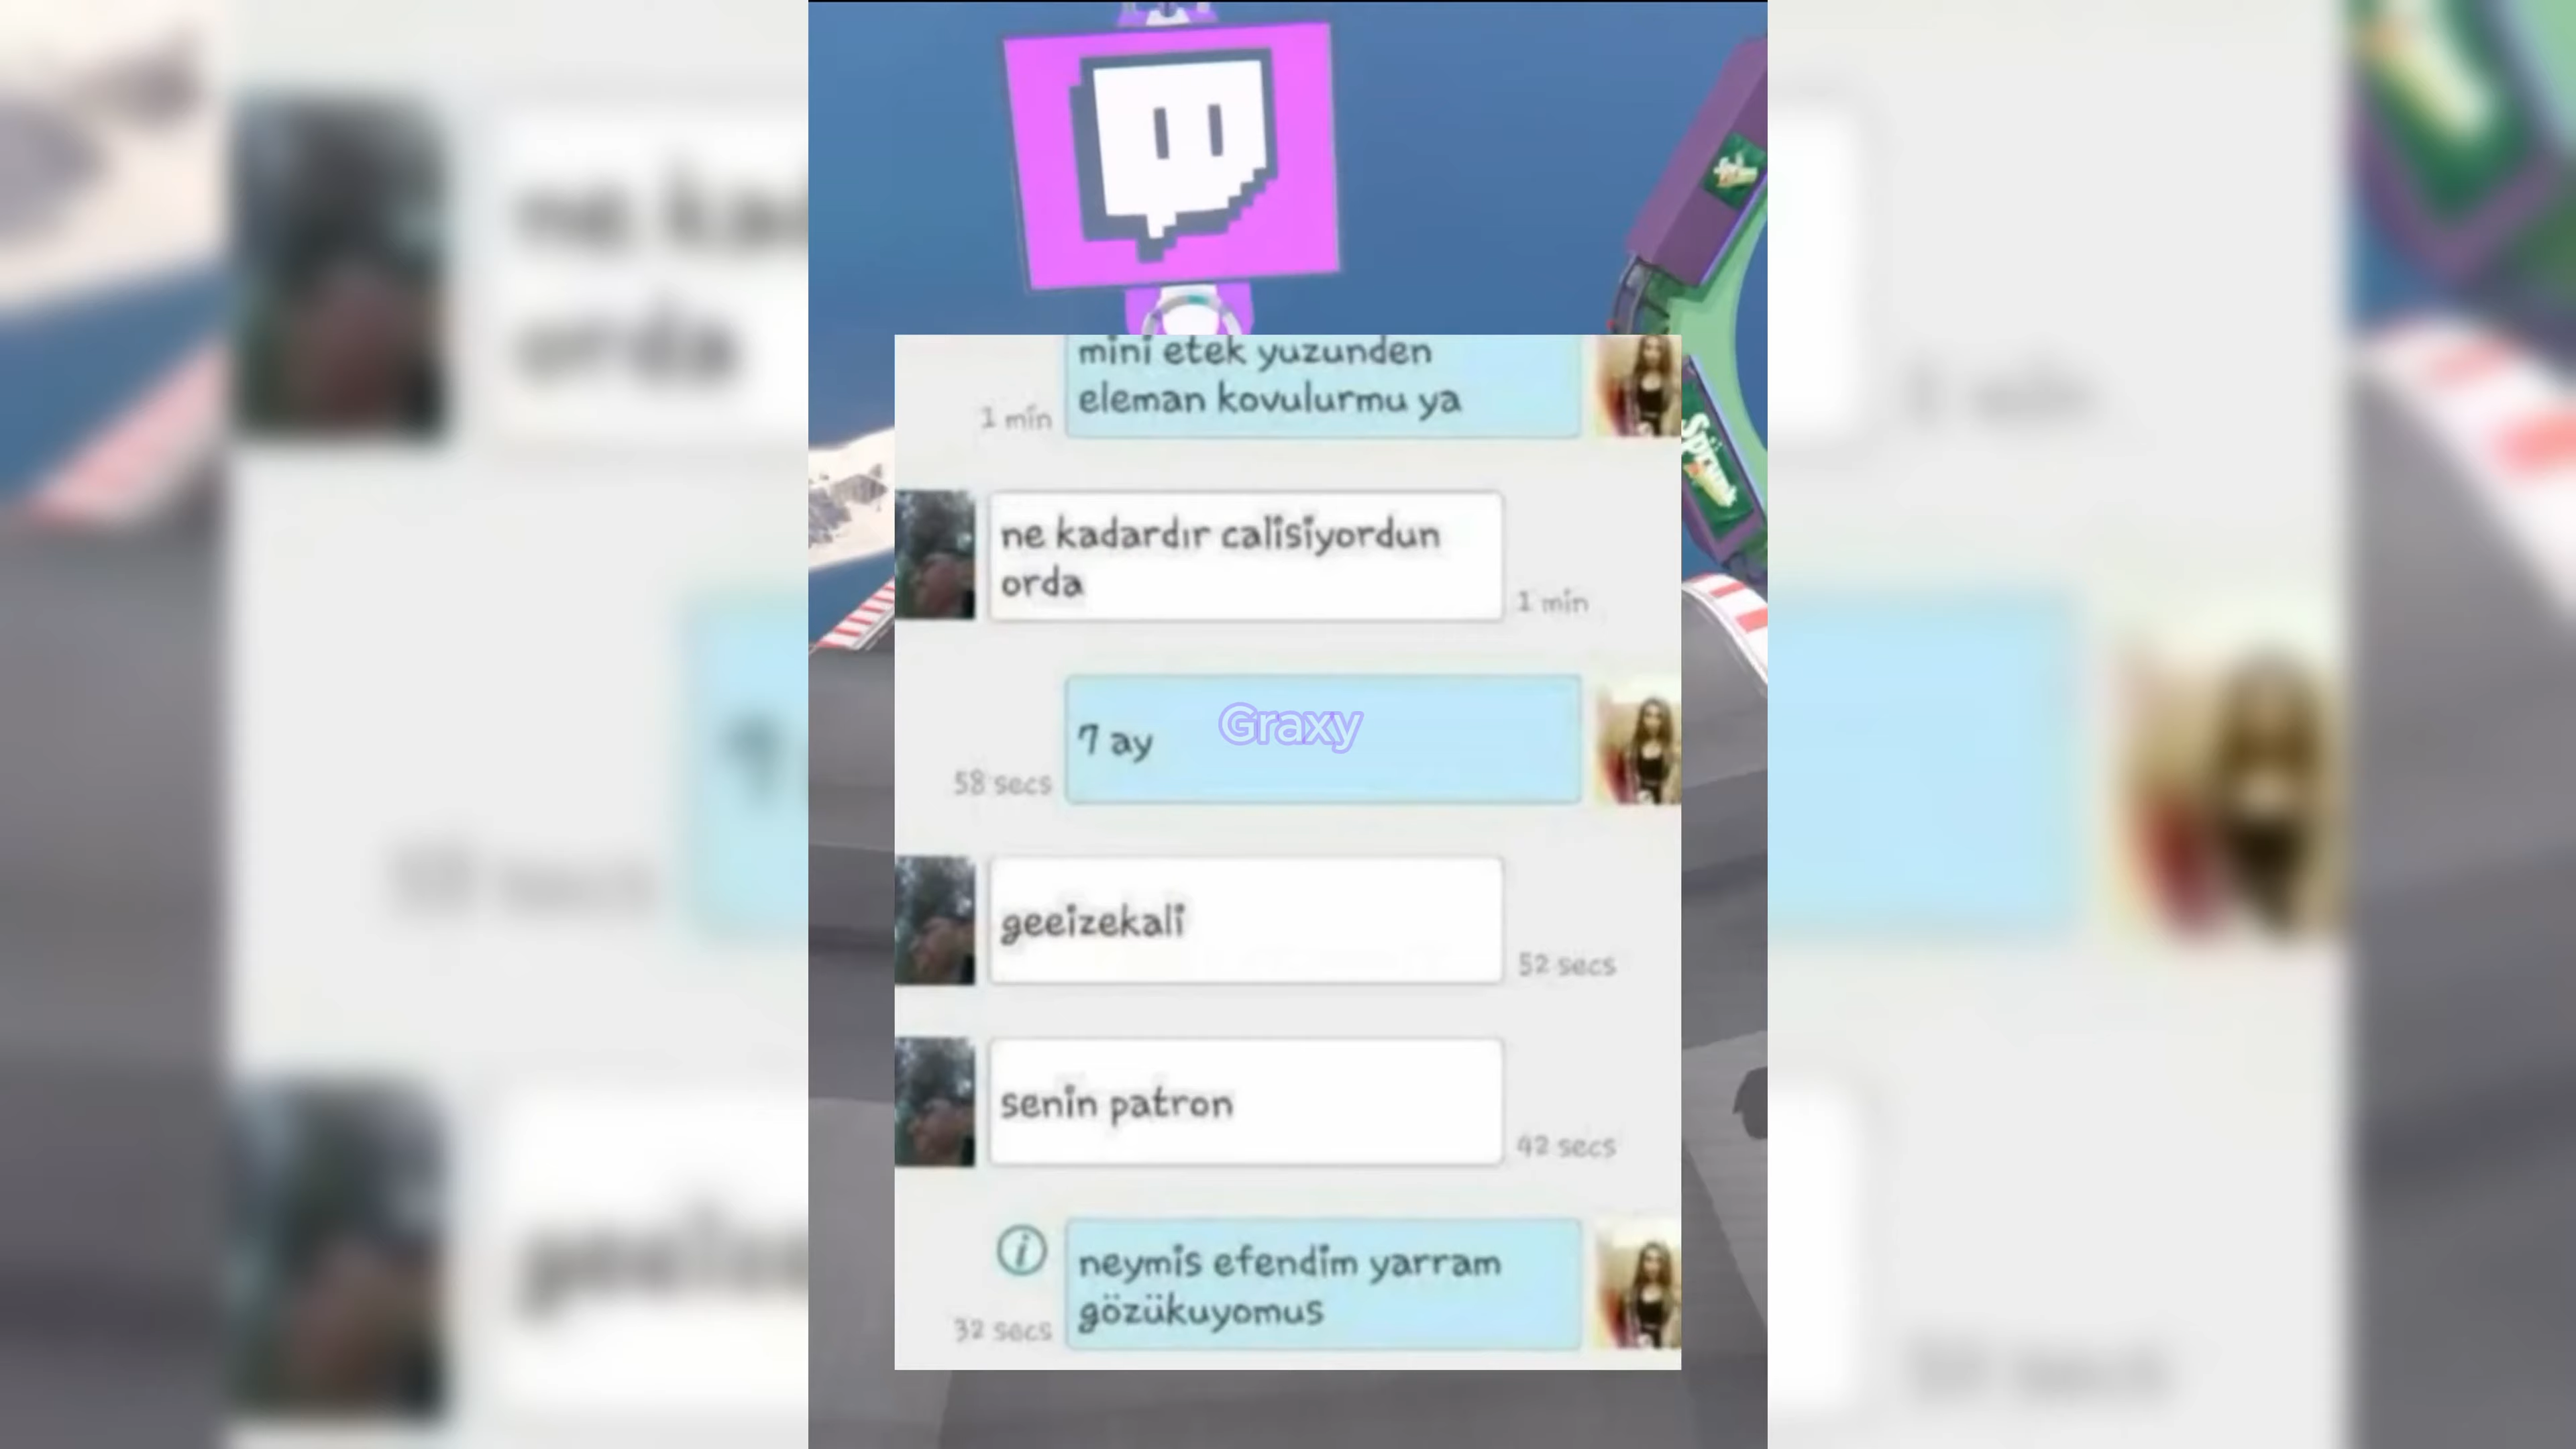 mini etek yuzunden
eleman kovulurmu ya
1 min
ne kadardır calisiyordun
orda
1 min
7 ay
Graxy
58 secs
geeizekali
52 secs
senin patron
42 secs
neymis efendim yarram
gözükuyomus
32 secs